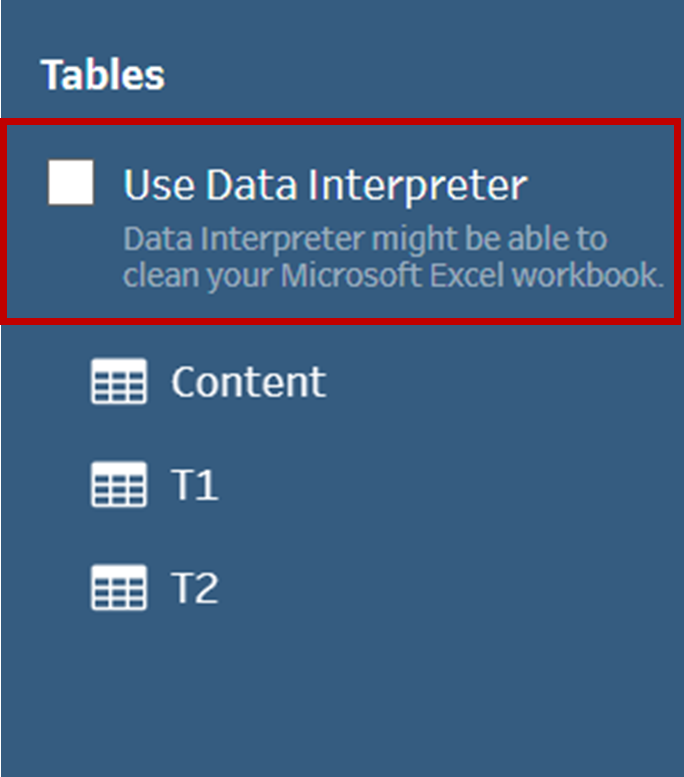 Tables
Use Data Interpreter
Data Interpreter might be able to
clean your Microsoft Excel workbook.
Content
T1
T2